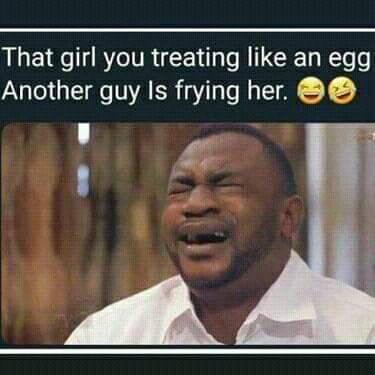 That girl you treating like an egg
Another guy Is frying her. 😂🤣